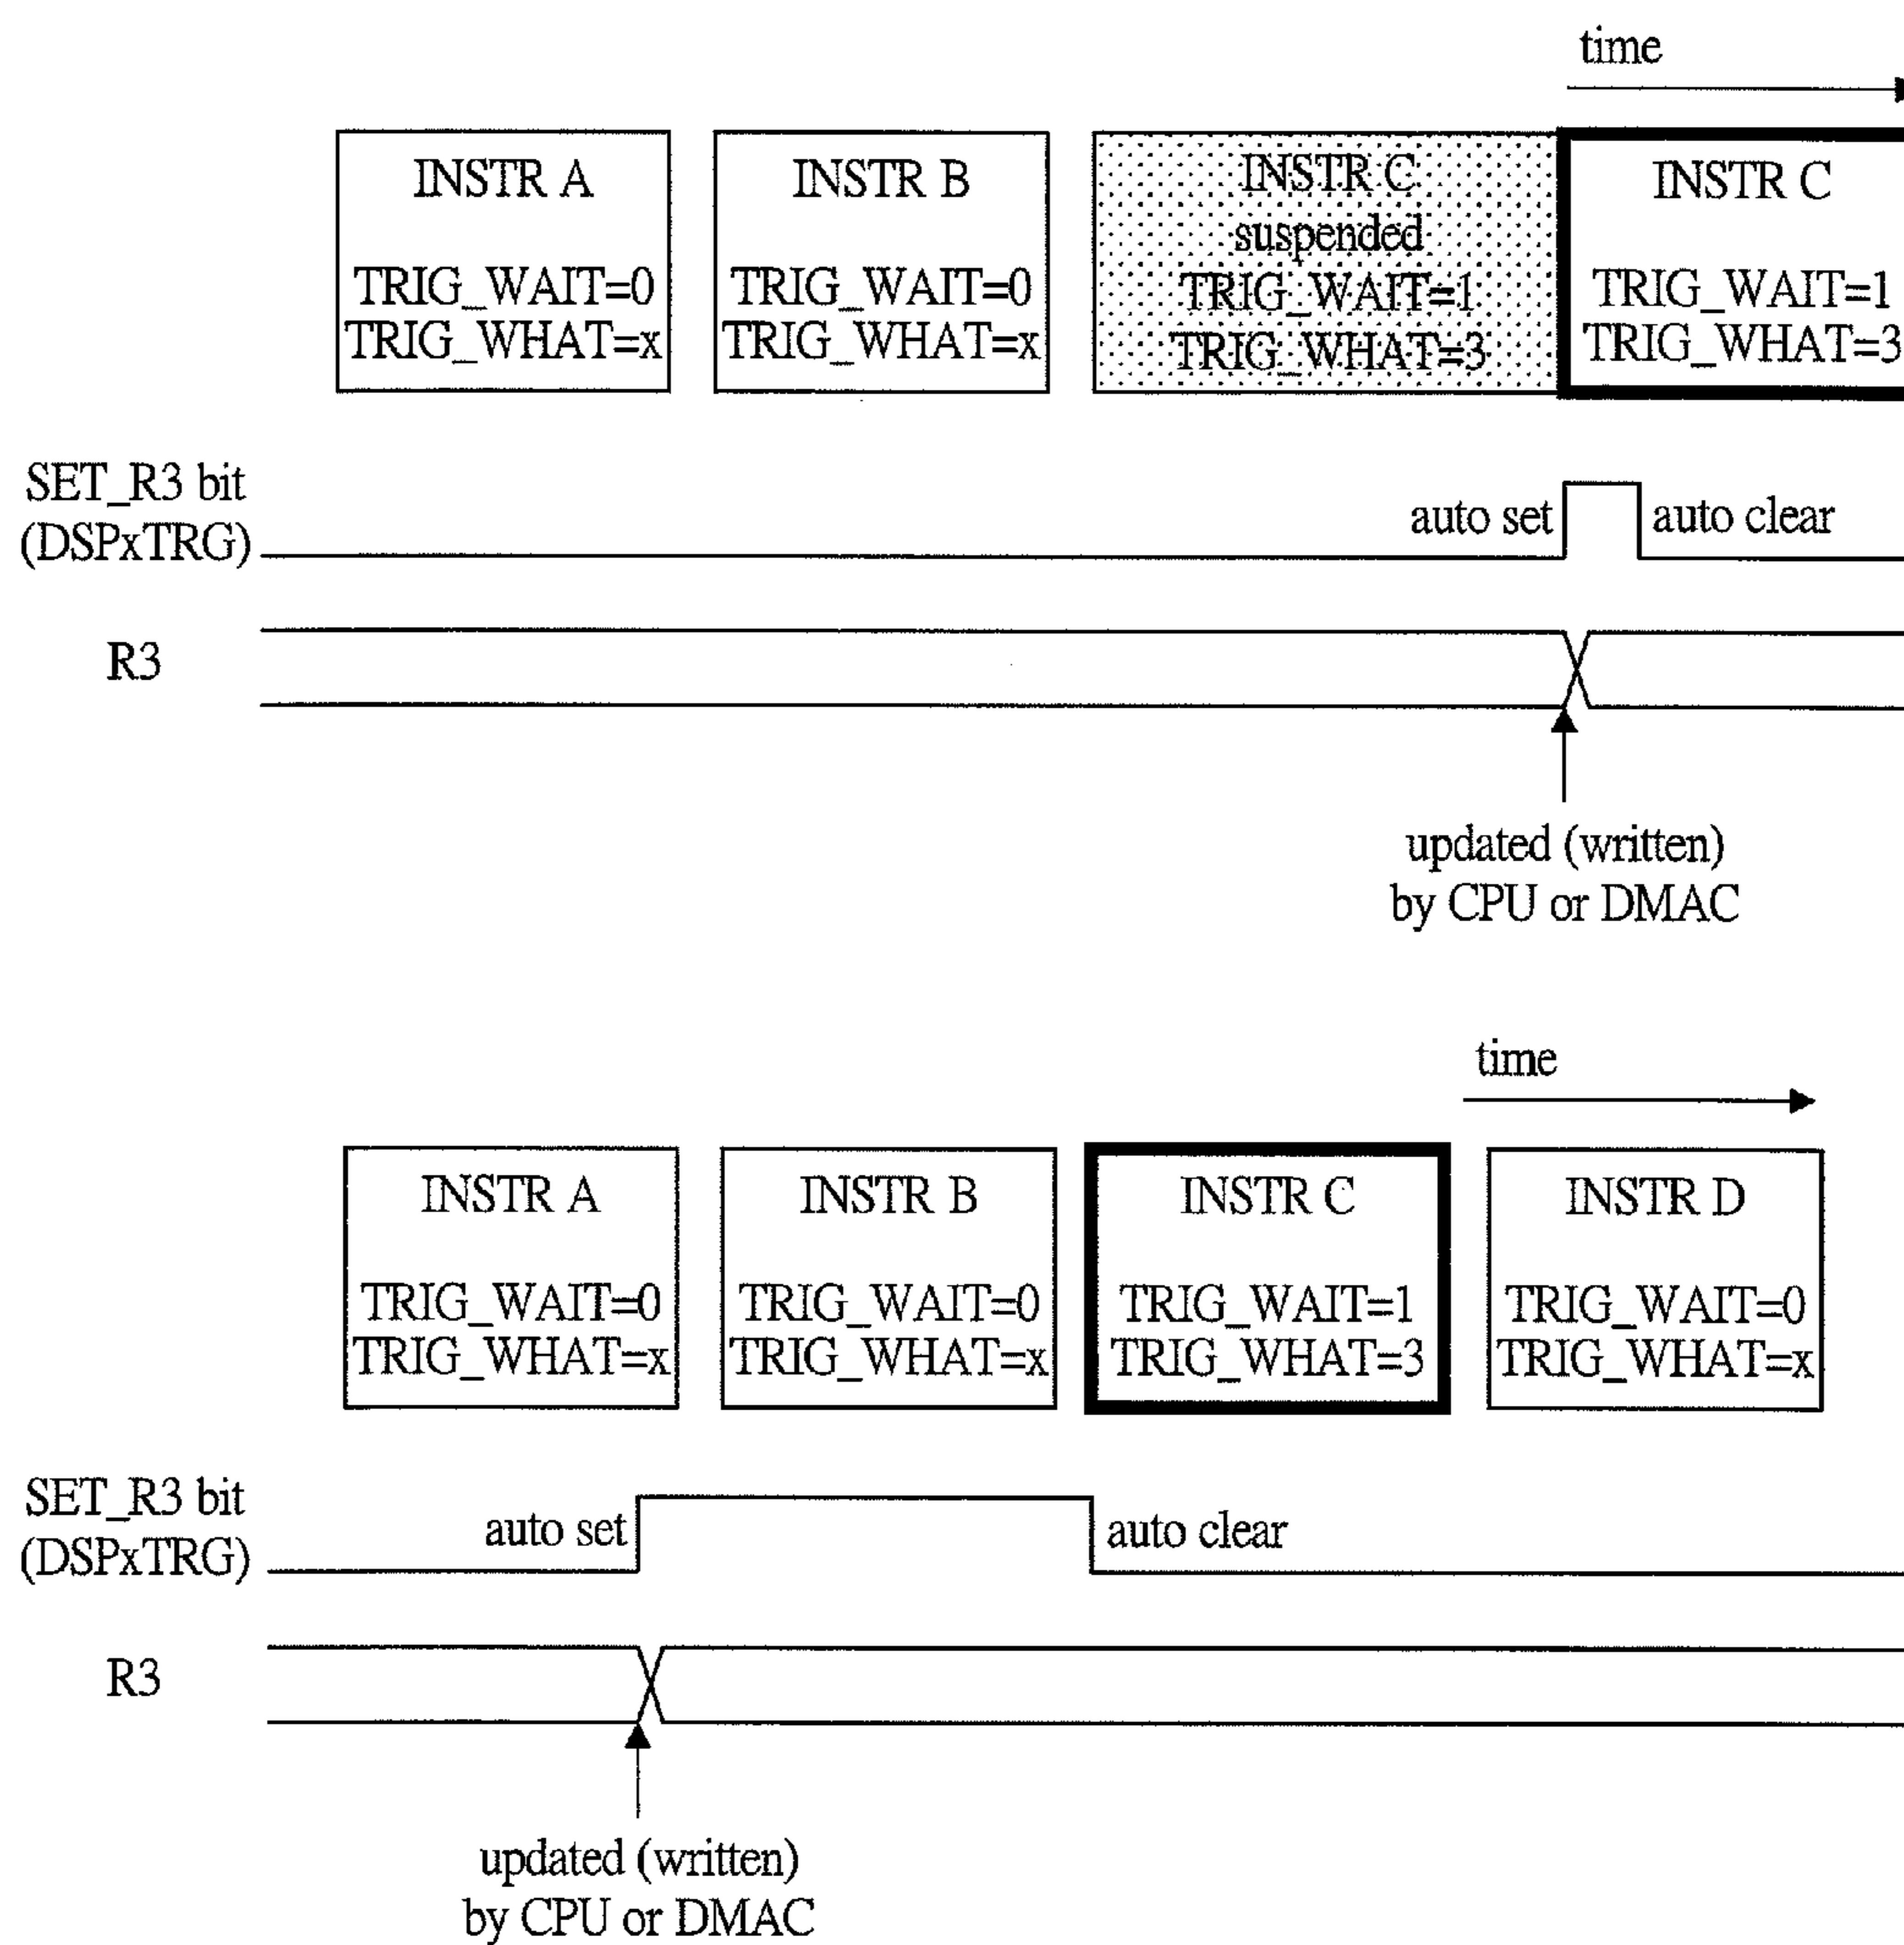 time
INSTR A
TRIG_WAIT=0
TRIG_WHAT=x
INSTR B
TRIG_WAIT=0
TRIG_WHAT=x
INSTR C
suspended
TRIG_WAIT=1
TRIG_WHAT=3
INSTR C
TRIG_WAIT=1
TRIG_WHAT=3
SET_R3 bit
(DSPxTRG)
auto set
auto clear
R3
updated (written)
by CPU or DMAC
time
INSTR A
TRIG_WAIT=0
TRIG_WHAT=x
INSTR B
TRIG_WAIT=0
TRIG_WHAT=x
INSTR C
TRIG_WAIT=1
TRIG_WHAT=3
INSTR D
TRIG_WAIT=0
TRIG_WHAT=x
SET_R3 bit
(DSPxTRG)
auto set
auto clear
R3
updated (written)
by CPU or DMAC